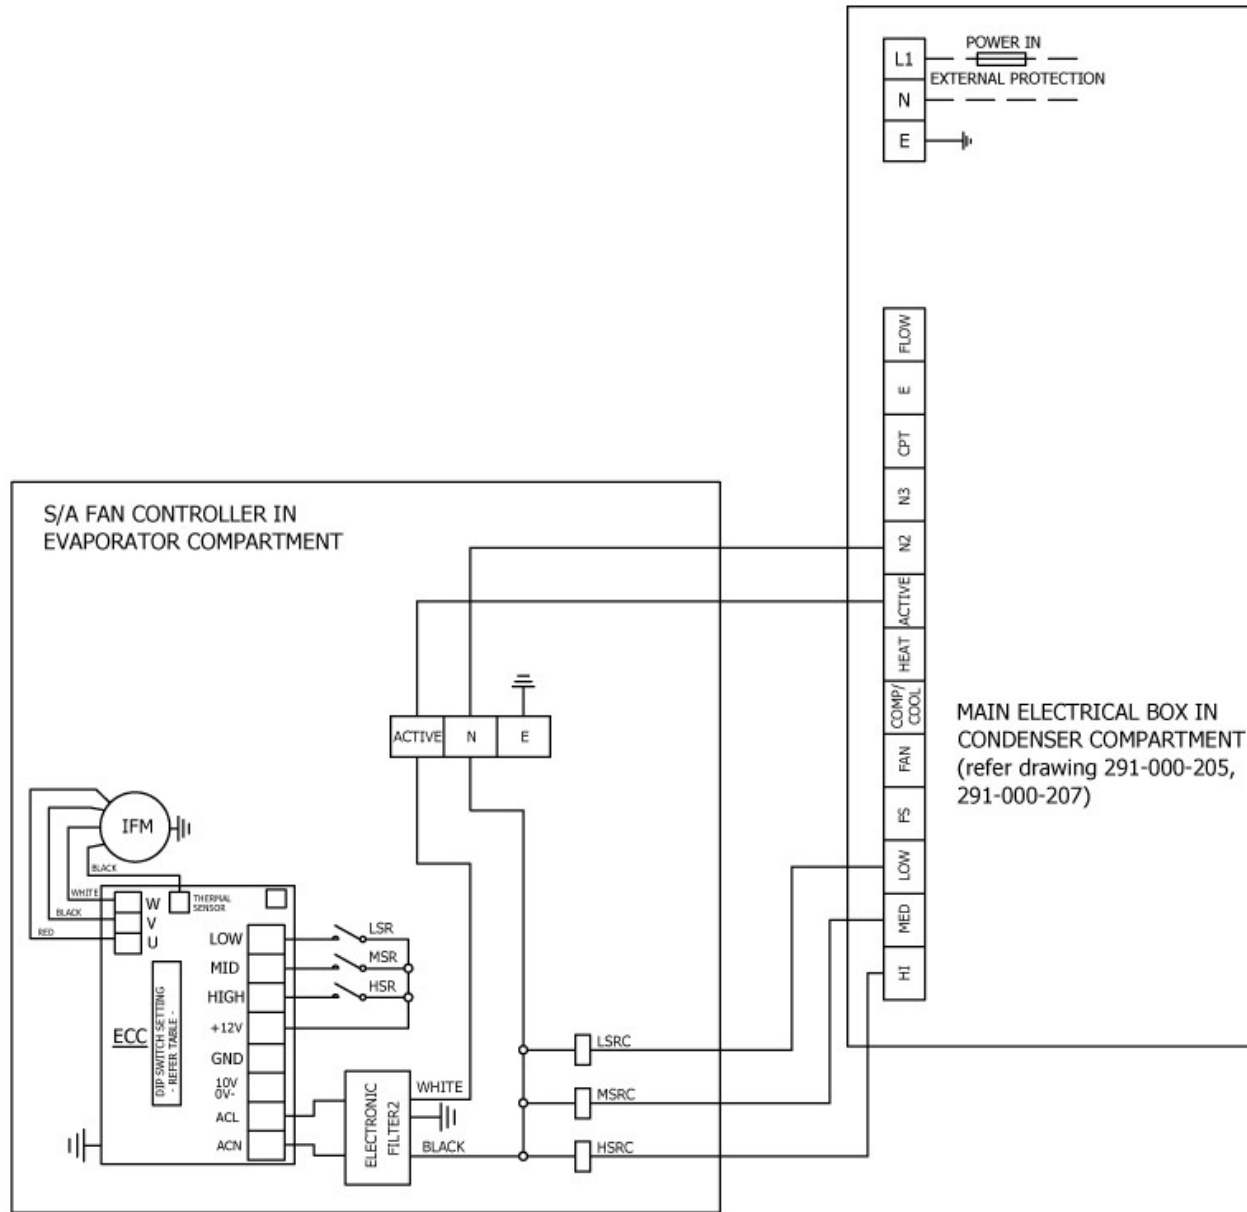 POWER IN
L1
EXTERNAL PROTECTION
N
E
FLOW
E
CPT
N3
N2
ACTIVE
HEAT
COMP/
COOL
FAN
FS
LOW
MED
HI
MAIN ELECTRICAL BOX IN
CONDENSER COMPARTMENT
(refer drawing 291-000-205,
291-000-207)
S/A FAN CONTROLLER IN
EVAPORATOR COMPARTMENT
ACTIVE
N
E
IFM
BLACK
WHITE
BLACK
RED
W
V
U
THERMAL
SENSOR
LOW
MID
HIGH
+12V
GND
10V
0V-
ACL
ACN
LSR
MSR
HSR
ECC
DIP SWITCH SETTING
- REFER TABLE -
ELECTRONIC
FILTER2
WHITE
BLACK
LSRC
MSRC
HSRC